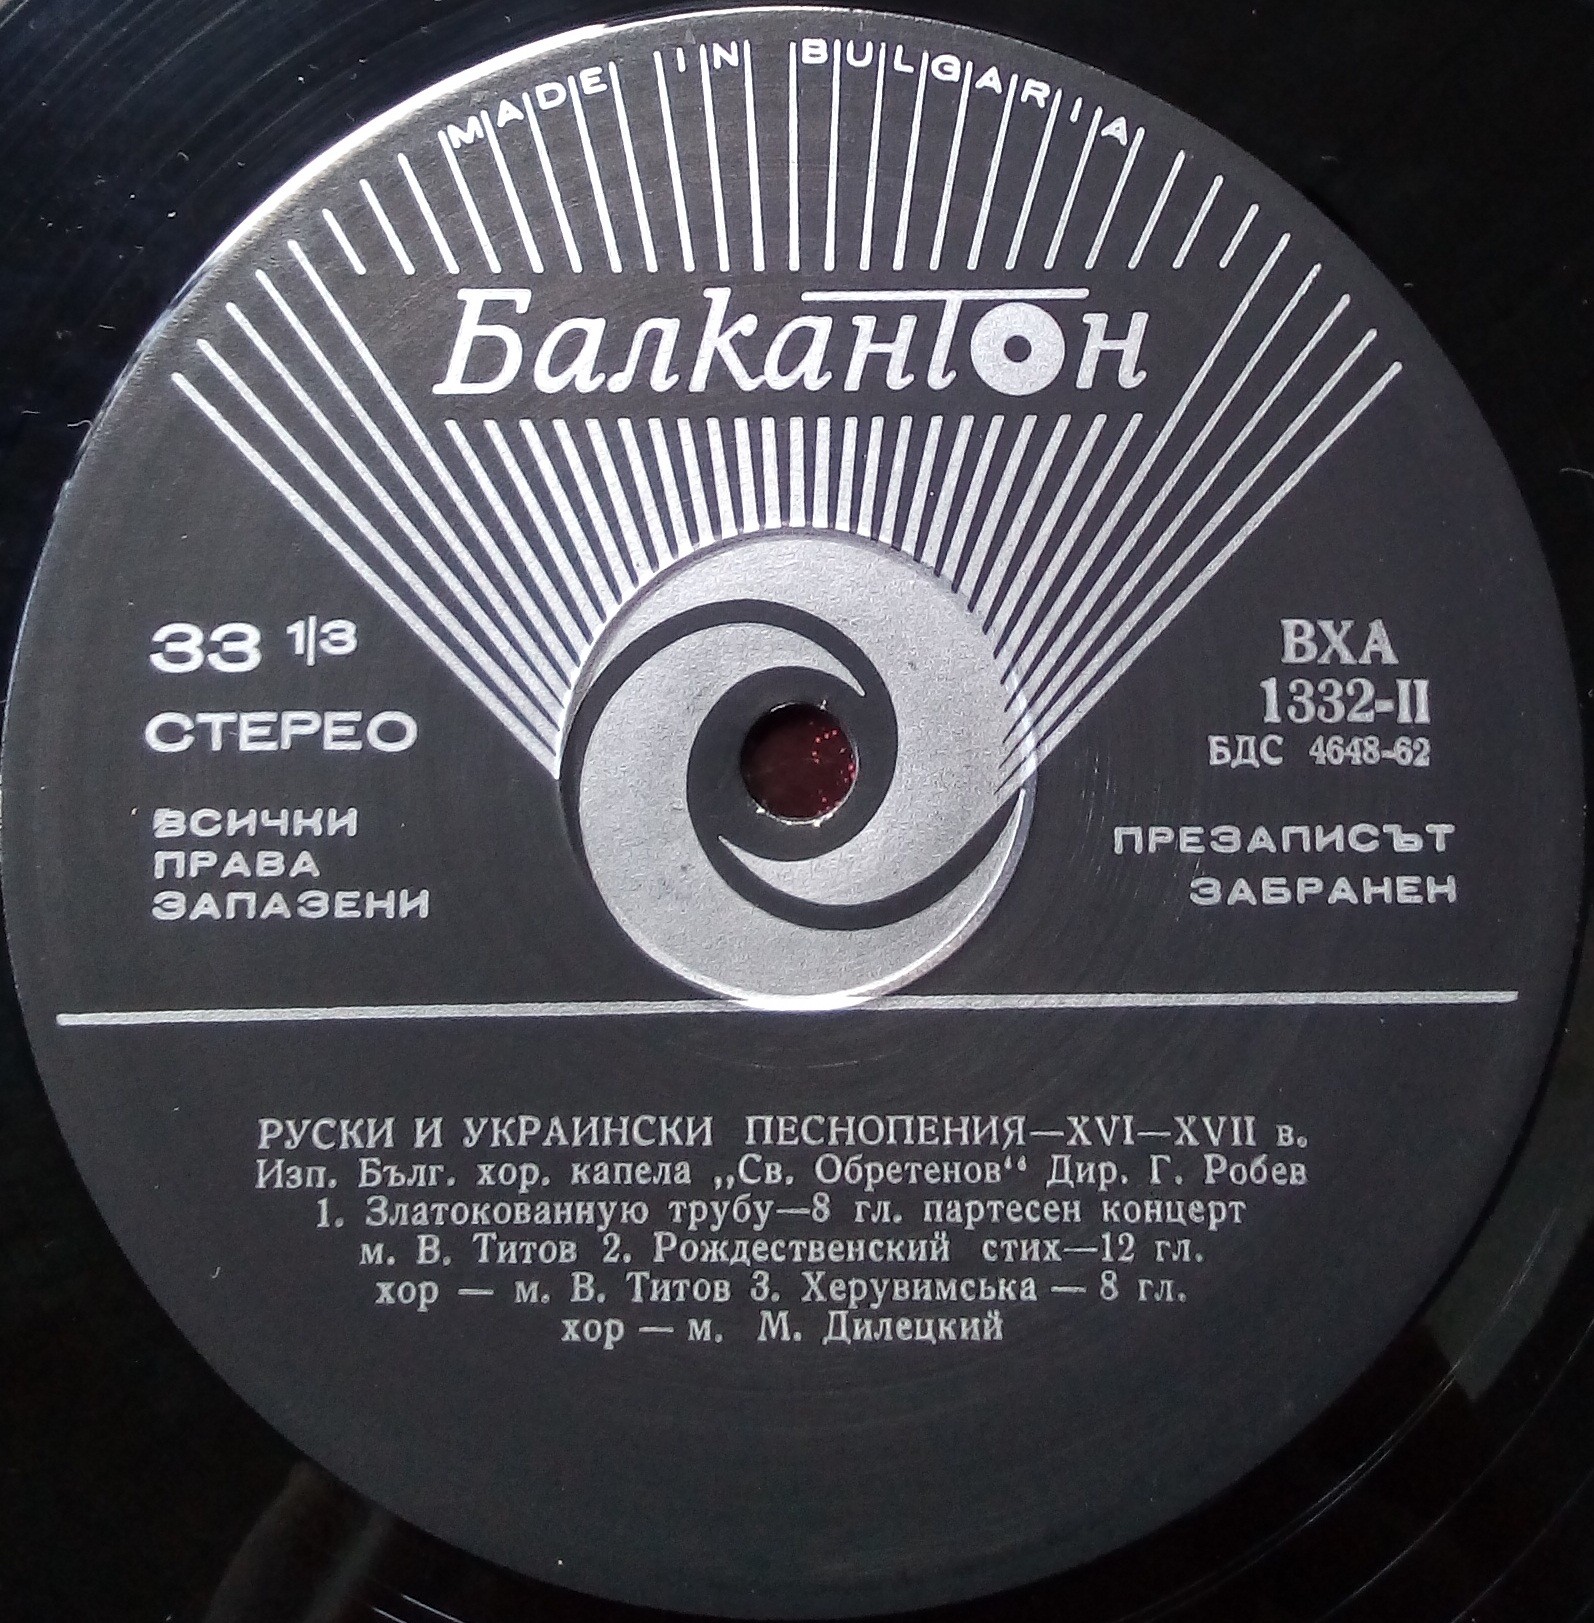 MADE IN BULGARIA
Балкантон
33 1/3
СТЕРЕО
ВСИЧКИ
ПРАВА
ЗАПАЗЕНИ
ВХА
1332-II
БДС 4648-62
ПРЕЗАПИСЪТ
ЗАБРАНЕН
РУСКИ И УКРАИНСКИ ПЕСНОПЕНИЯ—XVI—XVII в.
Изп. Бълг. хор. капела „Св. Обретенов“ Дир. Г. Робев
1. Златокованную трубу—8 гл. партесен концерт
м. В. Титов 2. Рождественский стих—12 гл.
хор — м. В. Титов 3. Херувимська — 8 гл.
хор — м. М. Дилецкий